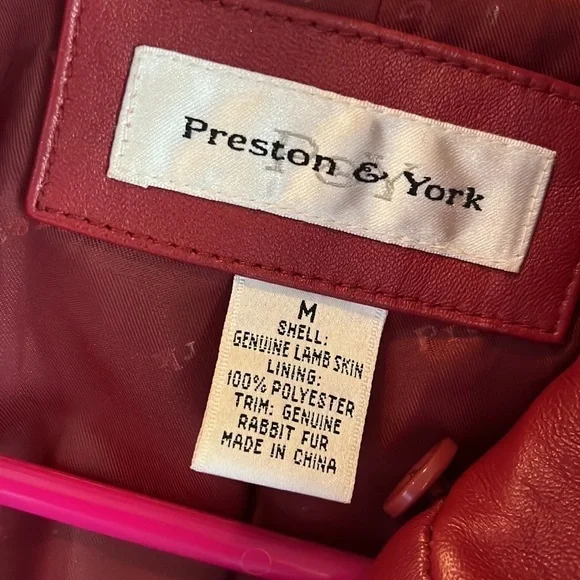 Preston & York
M
SHELL:
GENUINE LAMB SKIN
LINING:
100% POLYESTER
TRIM: GENUINE
RABBIT FUR
MADE IN CHINA